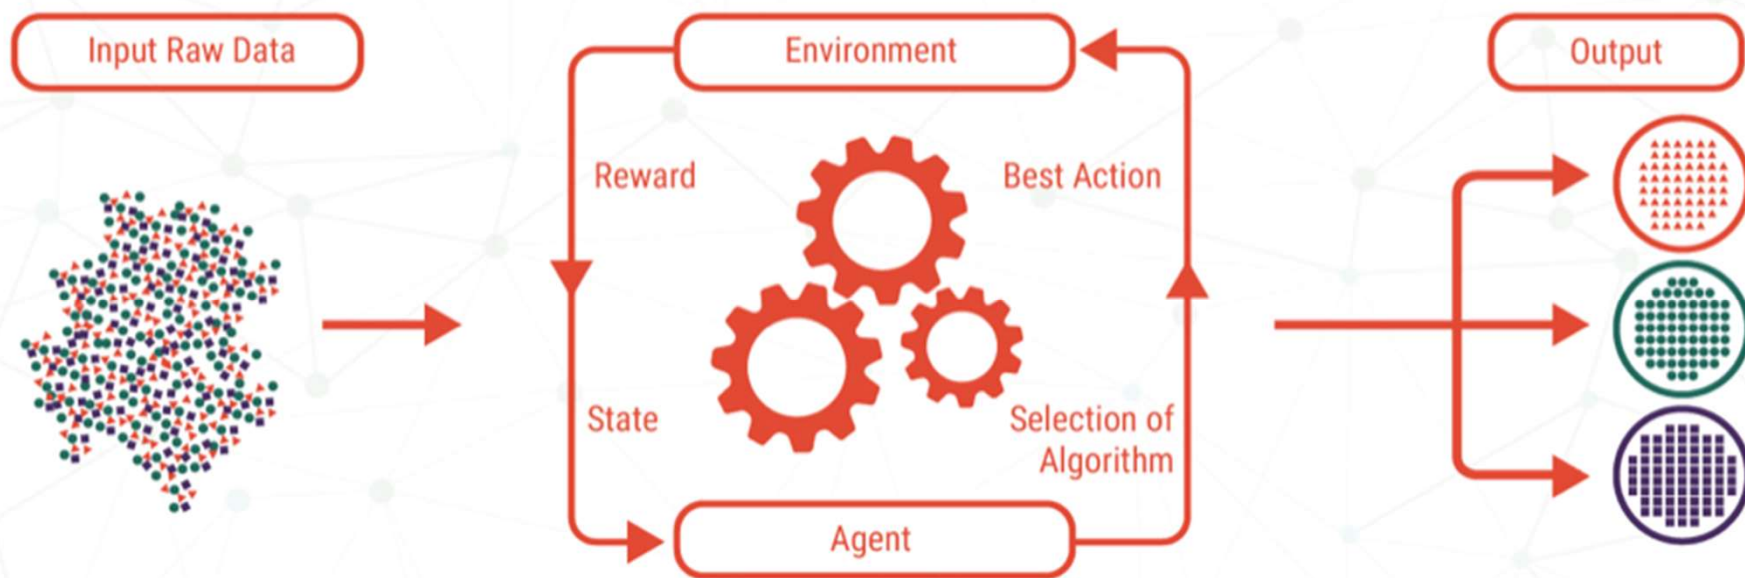 Input Raw Data
Environment
Output
Reward
Best Action
State
Selection of
Algorithm
Agent